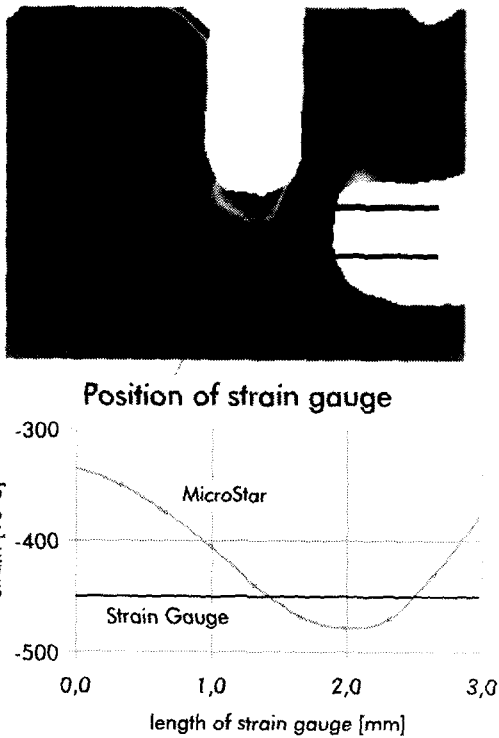 Position of strain gauge
-300
MicroStar
-400
Strain Gauge
-500
0,0 1,0 2,0 3,0
length of strain gauge [mm]